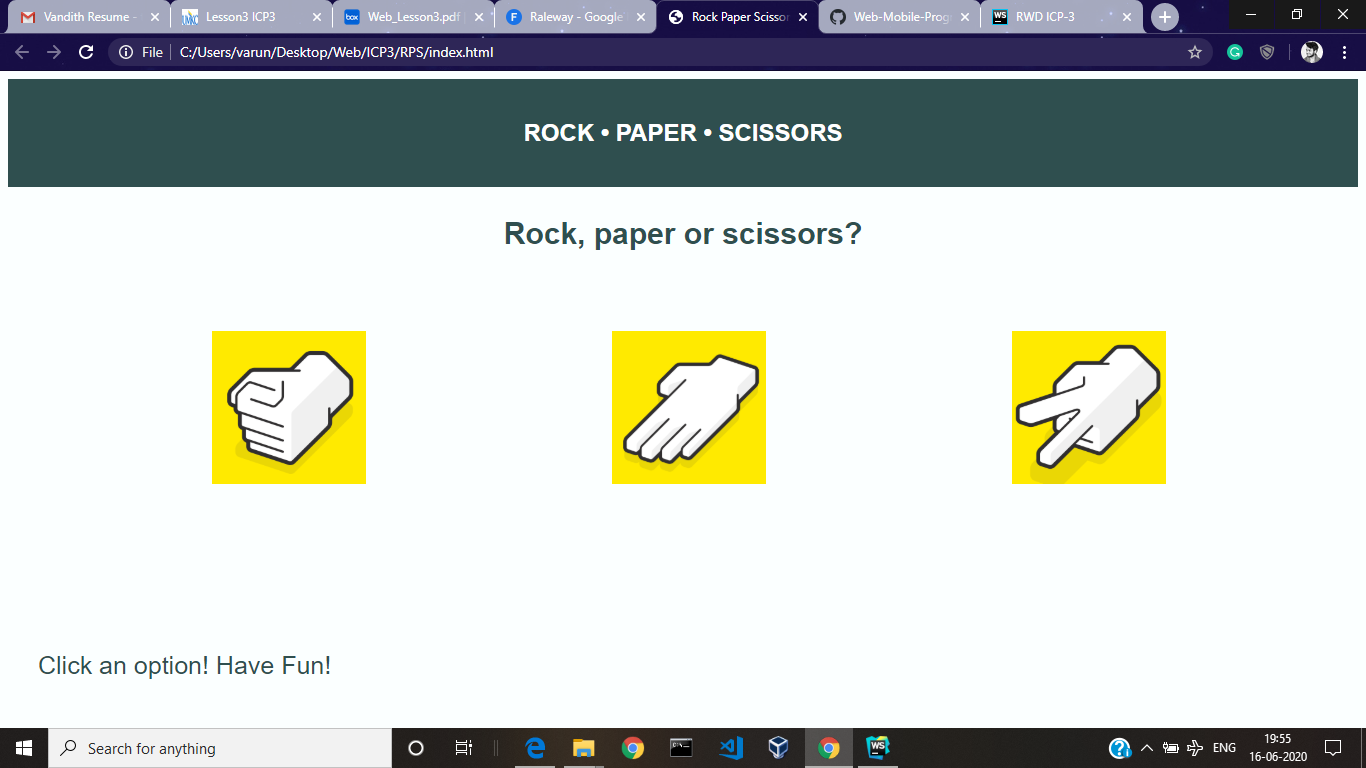 Vandith Resume -
Lesson3 ICP3
Web_Lesson3.pdf
Raleway - Google
Rock Paper Scissor
Web-Mobile-Prog
RWD ICP-3
File
C:/Users/varun/Desktop/Web/ICP3/RPS/index.html
ROCK • PAPER • SCISSORS
Rock, paper or scissors?
Click an option! Have Fun!
Search for anything
ENG
19:55
16-06-2020